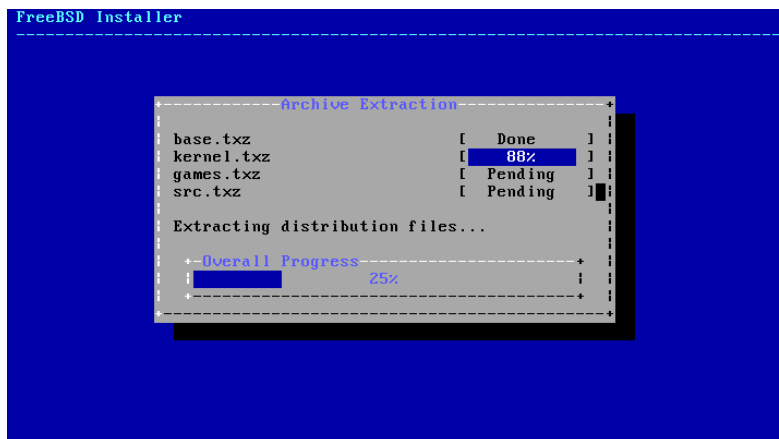 FreeBSD Installer
Archive Extraction
base.txz [ Done ]
kernel.txz [ 88% ]
games.txz [ Pending ]
src.txz [ Pending ]
Extracting distribution files...
Overall Progress
25%